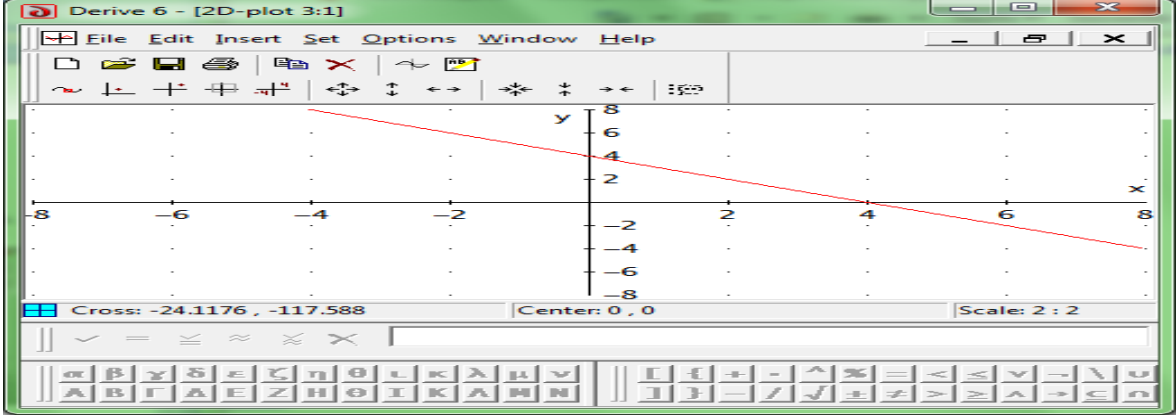 Derive 6 - [2D-plot 3:1]
File Edit Insert Set Options Window Help
y 8
6
4
2
x
-8 -6 -4 -2 2 4 6 8
-2
-4
-6
-8
Cross: -24.1176 , -117.588 Center: 0 , 0 Scale: 2 : 2
α β γ δ ε ζ η θ ι κ λ μ ν [ { + - ^ % = < ≤ ∨ ¬ \ ∪
Α Β Γ Δ Ε Ζ Η Θ Ι Κ Λ Μ Ν ] } − / √ ± ≠ > ≥ ∧ → ⊆ ∩